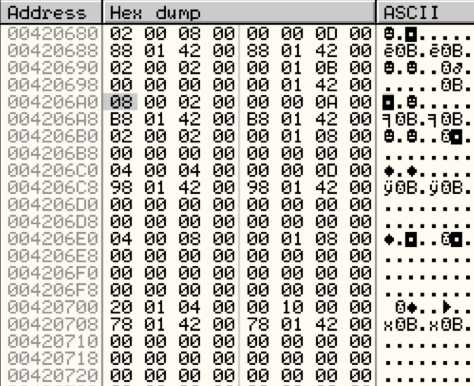 Address Hex dump ASCII
00420680 02 00 08 00 00 00 0D 00 ☻.◘.....
00420688 88 01 42 00 88 01 42 00 ê☺B.ê☺B.
00420690 02 00 02 00 00 01 0B 00 ☻.☻..☺♂.
00420698 00 00 00 00 00 01 42 00 .....☺B.
004206A0 08 00 02 00 00 00 0A 00 ◘.☻.....
004206A8 B8 01 42 00 B8 01 42 00 ╕☺B.╕☺B.
004206B0 02 00 02 00 00 01 08 00 ☻.☻..☺◘.
004206B8 00 00 00 00 00 00 00 00 ........
004206C0 04 00 04 00 00 00 0D 00 ♦.♦.....
004206C8 98 01 42 00 98 01 42 00 ÿ☺B.ÿ☺B.
004206D0 00 00 00 00 00 00 00 00 ........
004206D8 00 00 00 00 00 00 00 00 ........
004206E0 04 00 08 00 00 01 08 00 ♦.◘..☺◘.
004206E8 00 00 00 00 00 00 00 00 ........
004206F0 00 00 00 00 00 00 00 00 ........
004206F8 00 00 00 00 00 00 00 00 ........
00420700 20 01 04 00 00 10 00 00  ☺♦..►..
00420708 78 01 42 00 78 01 42 00 x☺B.x☺B.
00420710 00 00 00 00 00 00 00 00 ........
00420718 00 00 00 00 00 00 00 00 ........
00420720 00 00 00 00 00 00 00 00 ........